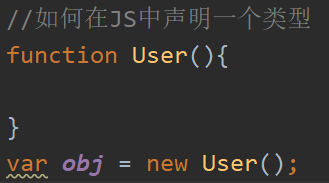 //如何在JS中声明一个类型
function User(){
}
var obj = new User();